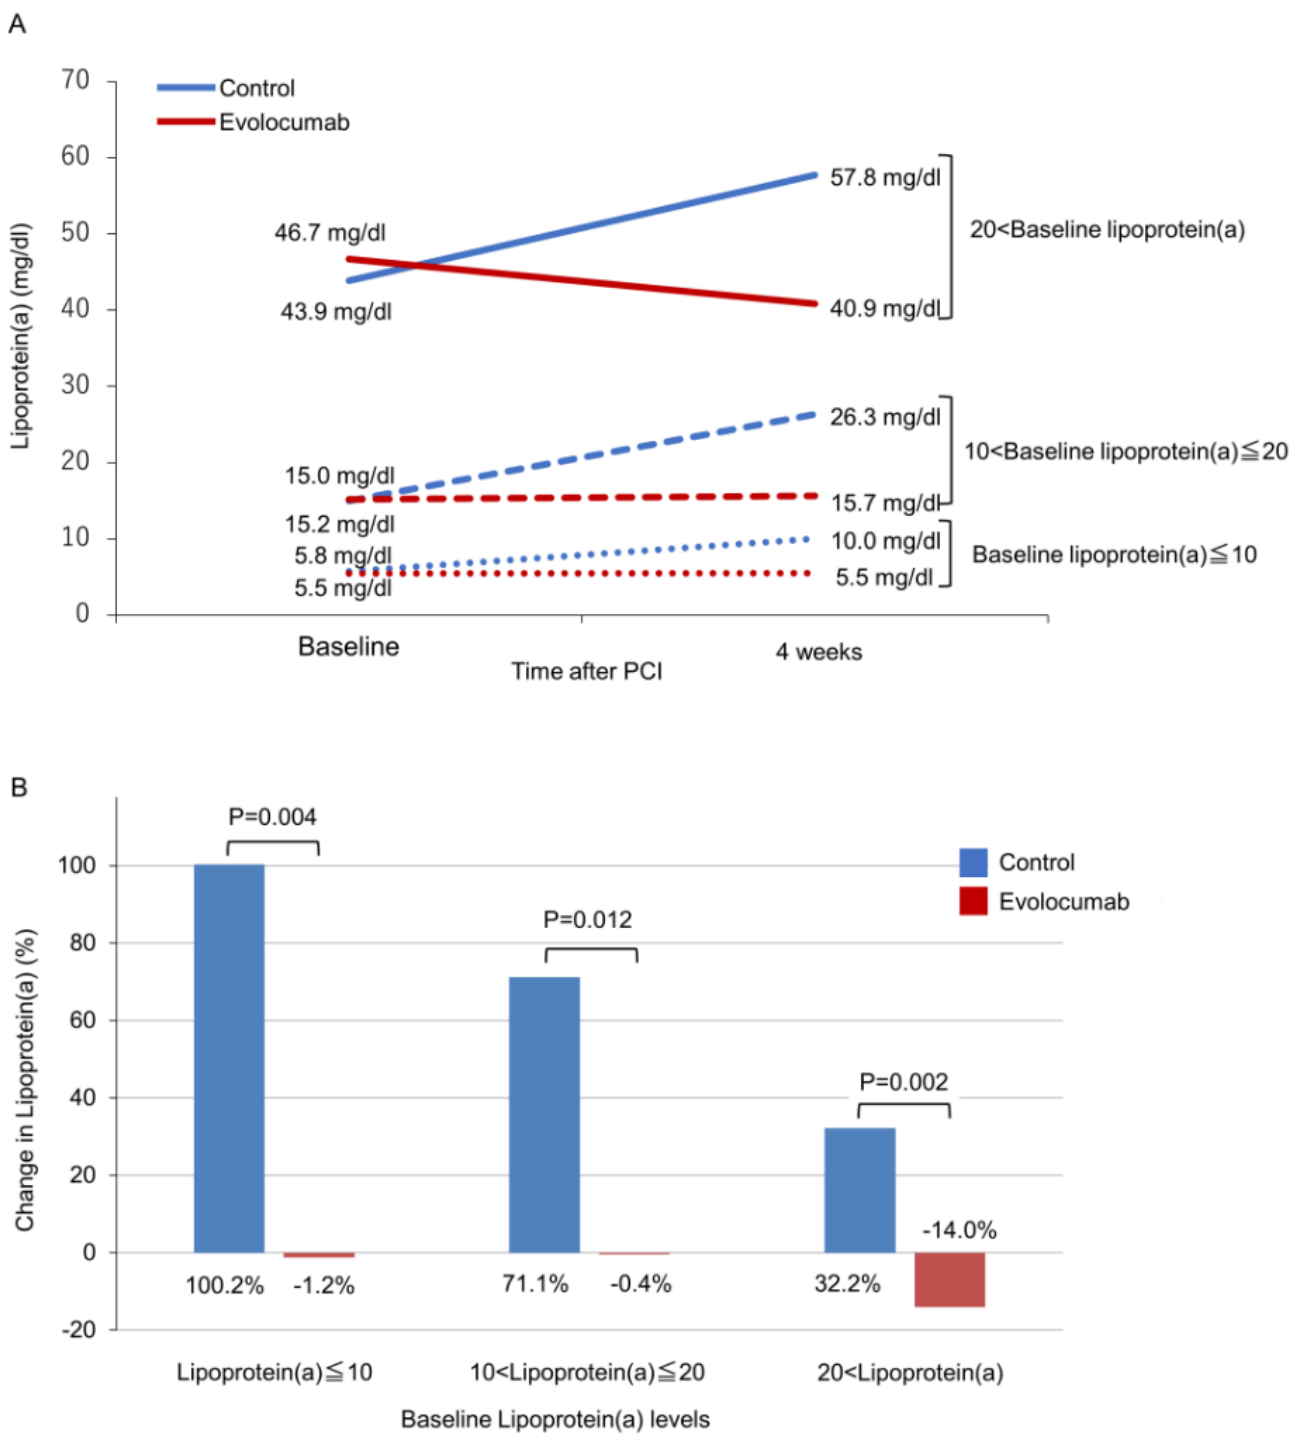 A
70
60
50
40
30
20
10
0
Lipoprotein(a) (mg/dl)
Control
Evolocumab
46.7 mg/dl
43.9 mg/dl
57.8 mg/dl
40.9 mg/dl
20<Baseline lipoprotein(a)
15.0 mg/dl
15.2 mg/dl
26.3 mg/dl
15.7 mg/dl
10<Baseline lipoprotein(a)≦20
5.8 mg/dl
5.5 mg/dl
10.0 mg/dl
5.5 mg/dl
Baseline lipoprotein(a)≦10
Baseline
4 weeks
Time after PCI
B
100
80
60
40
20
0
-20
Change in Lipoprotein(a) (%)
Control
Evolocumab
P=0.004
P=0.012
P=0.002
100.2%
-1.2%
71.1%
-0.4%
32.2%
-14.0%
Lipoprotein(a)≦10
10<Lipoprotein(a)≦20
20<Lipoprotein(a)
Baseline Lipoprotein(a) levels